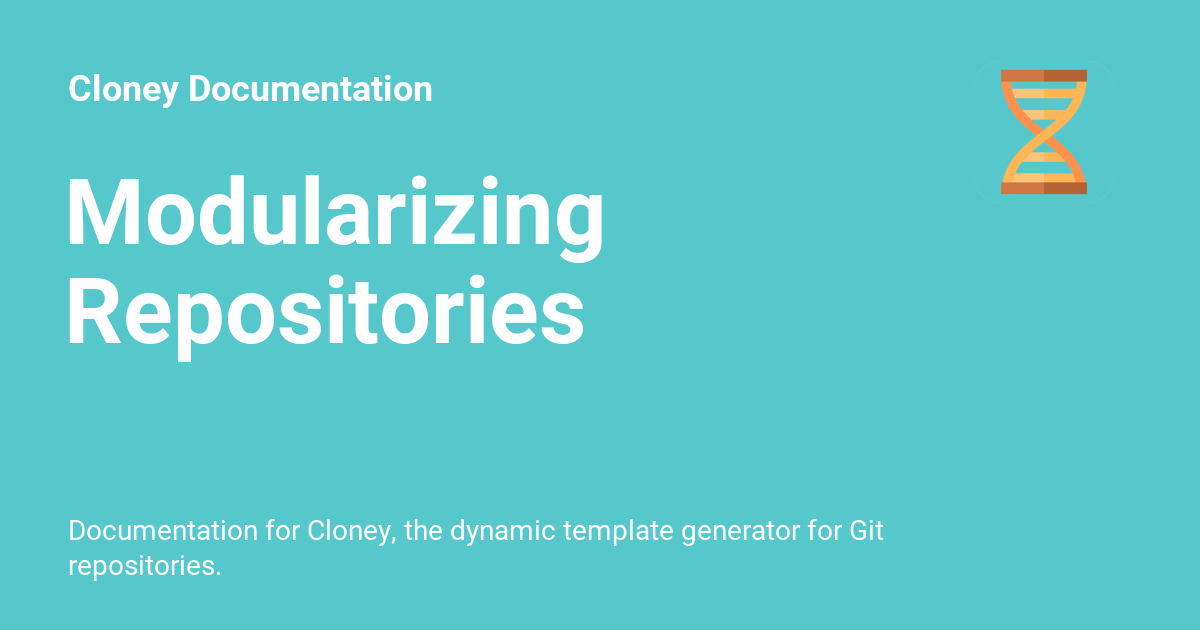 Cloney Documentation
Modularizing
Repositories
Documentation for Cloney, the dynamic template generator for Git
repositories.